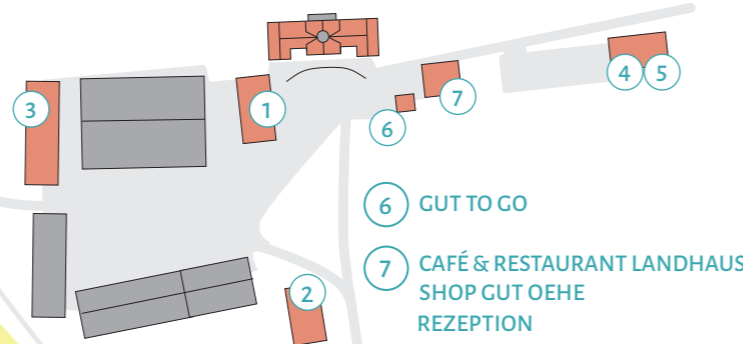 3
1
7
4
5
6
6 GUT TO GO
7 CAFÉ & RESTAURANT LANDHAUS
SHOP GUT OEHE
REZEPTION
2